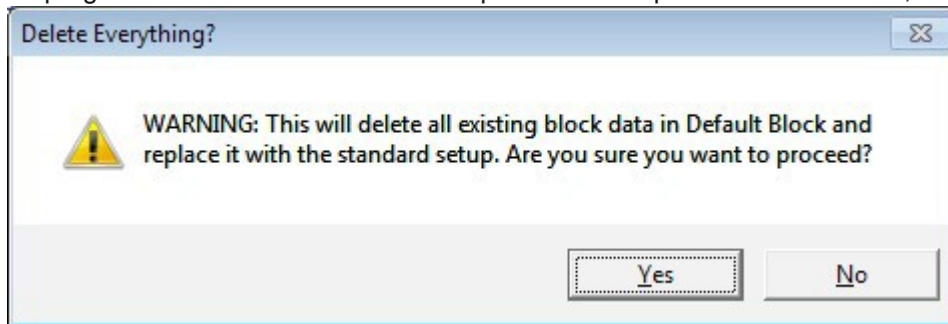 Delete Everything?
WARNING: This will delete all existing block data in Default Block and
replace it with the standard setup. Are you sure you want to proceed?
Yes
No